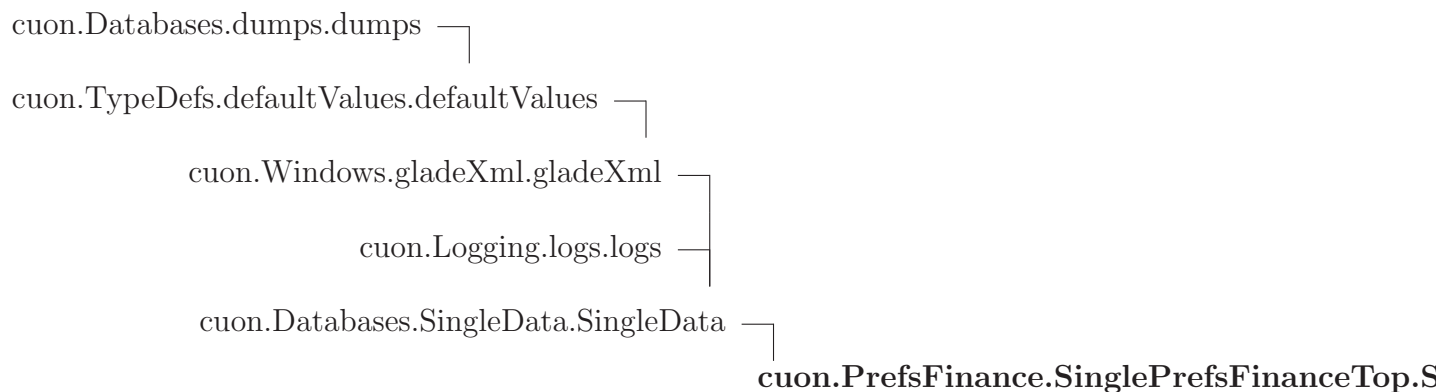 cuon.Databases.dumps.dumps
cuon.TypeDefs.defaultValues.defaultValues
cuon.Windows.gladeXml.gladeXml
cuon.Logging.logs.logs
cuon.Databases.SingleData.SingleData
cuon.PrefsFinance.SinglePrefsFinanceTop.S